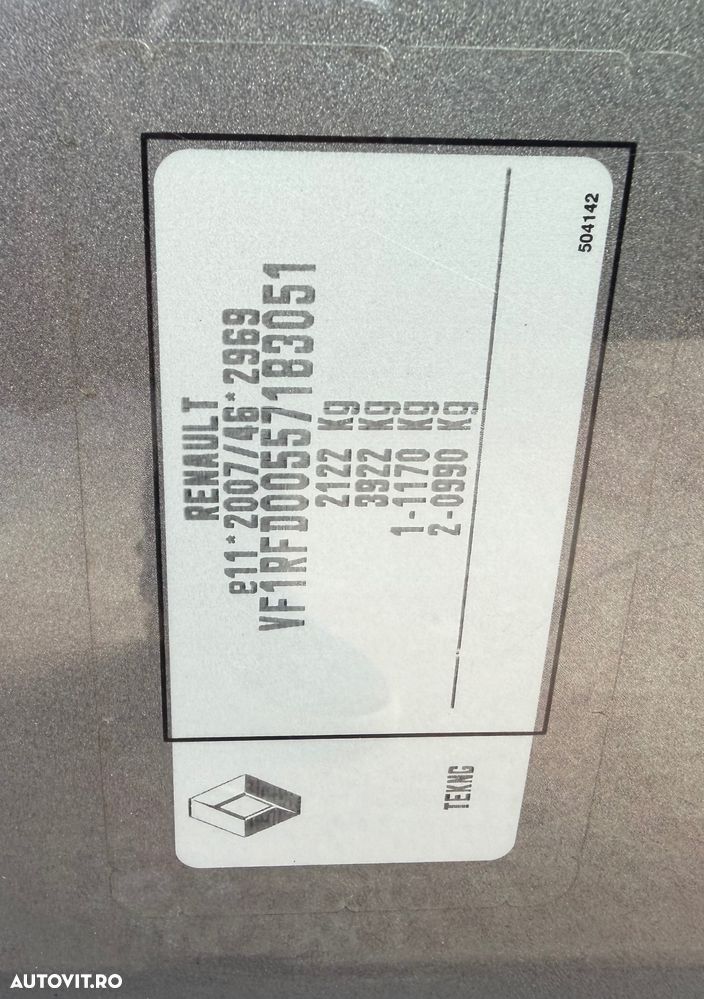 RENAULT
e11*2007/46*2969
VF1RFD00557183051
2122 Kg
3922 Kg
1-1170 Kg
2-0990 Kg
504142
TEKNG
AUTOVIT.RO